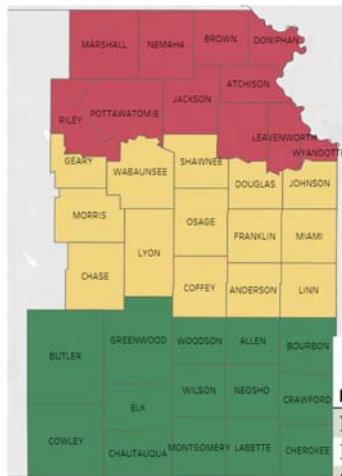 MARSHALL NEMAHA BROWN DONIPHAN
ATCHISON
JACKSON
POTTAWATOMIE
RILEY LEAVENWORTH
WYANDOTTE
GEARY WABAUNSEE SHAWNEE
DOUGLAS JOHNSON
MORRIS OSAGE
FRANKLIN MIAMI
LYON
CHASE COFFEY ANDERSON LINN
GREENWOOD WOODSON ALLEN BOURBON
BUTLER
WILSON NEOSHO
CRAWFORD
ELK
COWLEY CHAUTAUQUA MONTGOMERY LABETTE CHEROKEE